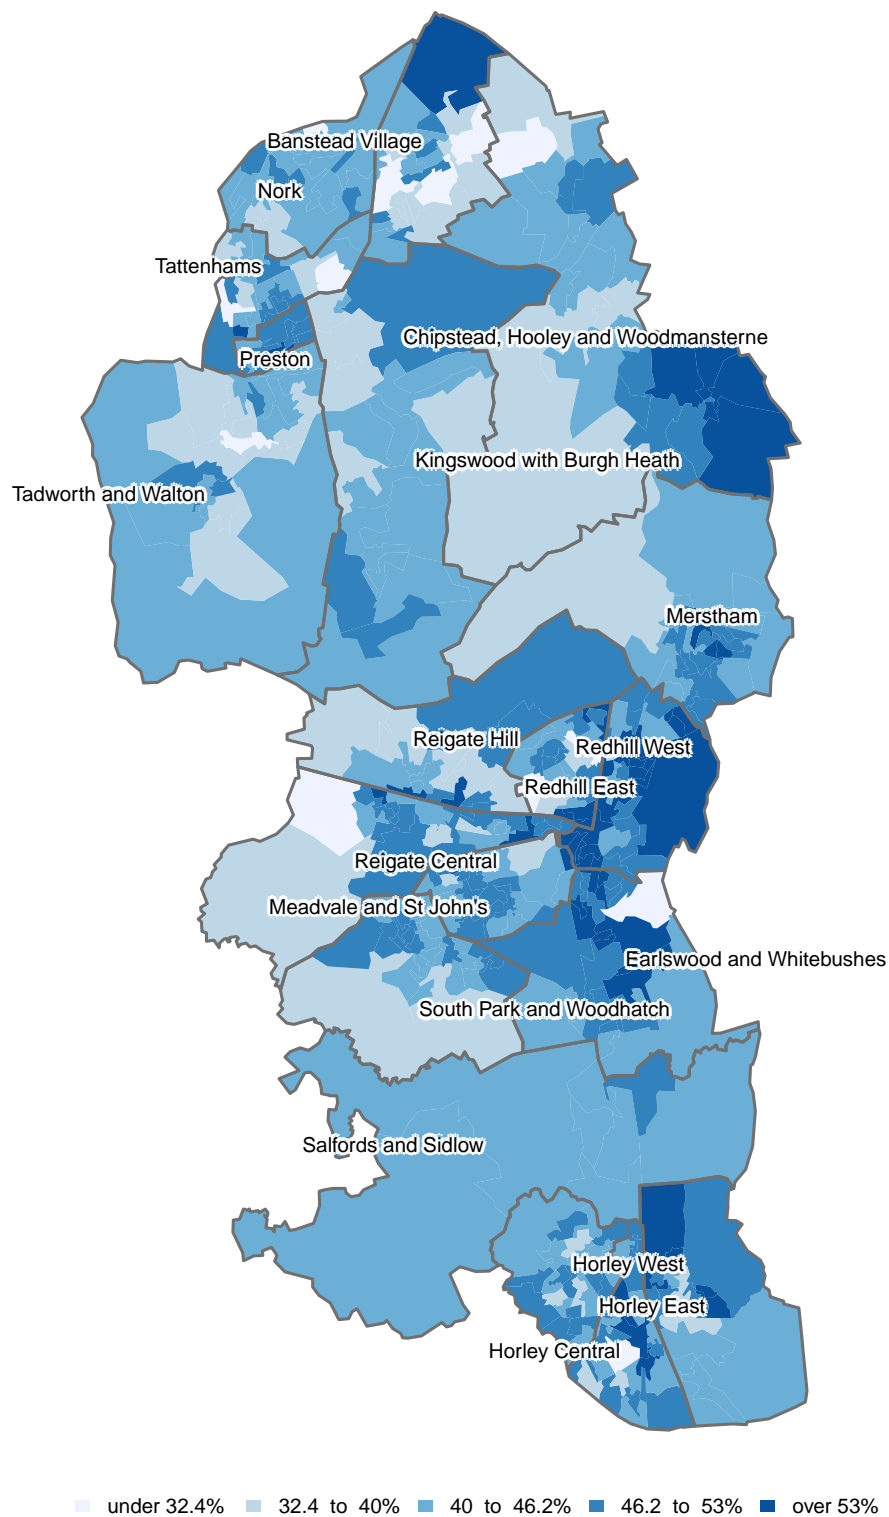 Banstead Village
Nork
Tattenhams
Chipstead, Hooley and Woodmansterne
Preston
Kingswood with Burgh Heath
Tadworth and Walton
Merstham
Reigate Hill
Redhill West
Redhill East
Reigate Central
Meadvale and St John's
Earlswood and Whitebushes
South Park and Woodhatch
Salfords and Sidlow
Horley West
Horley East
Horley Central
under 32.4% 32.4 to 40% 40 to 46.2% 46.2 to 53% over 53%